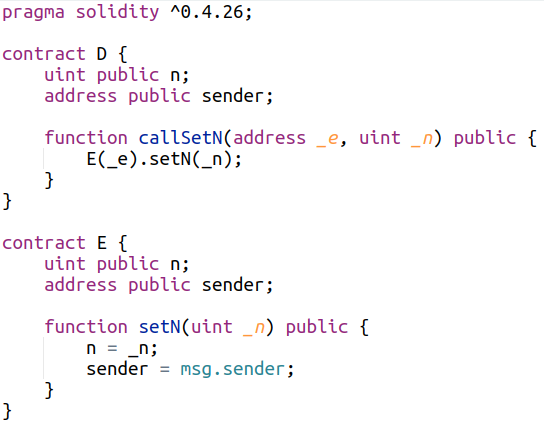 pragma solidity ^0.4.26;

contract D {
    uint public n;
    address public sender;

    function callSetN(address _e, uint _n) public {
        E(_e).setN(_n);
    }
}

contract E {
    uint public n;
    address public sender;

    function setN(uint _n) public {
        n = _n;
        sender = msg.sender;
    }
}